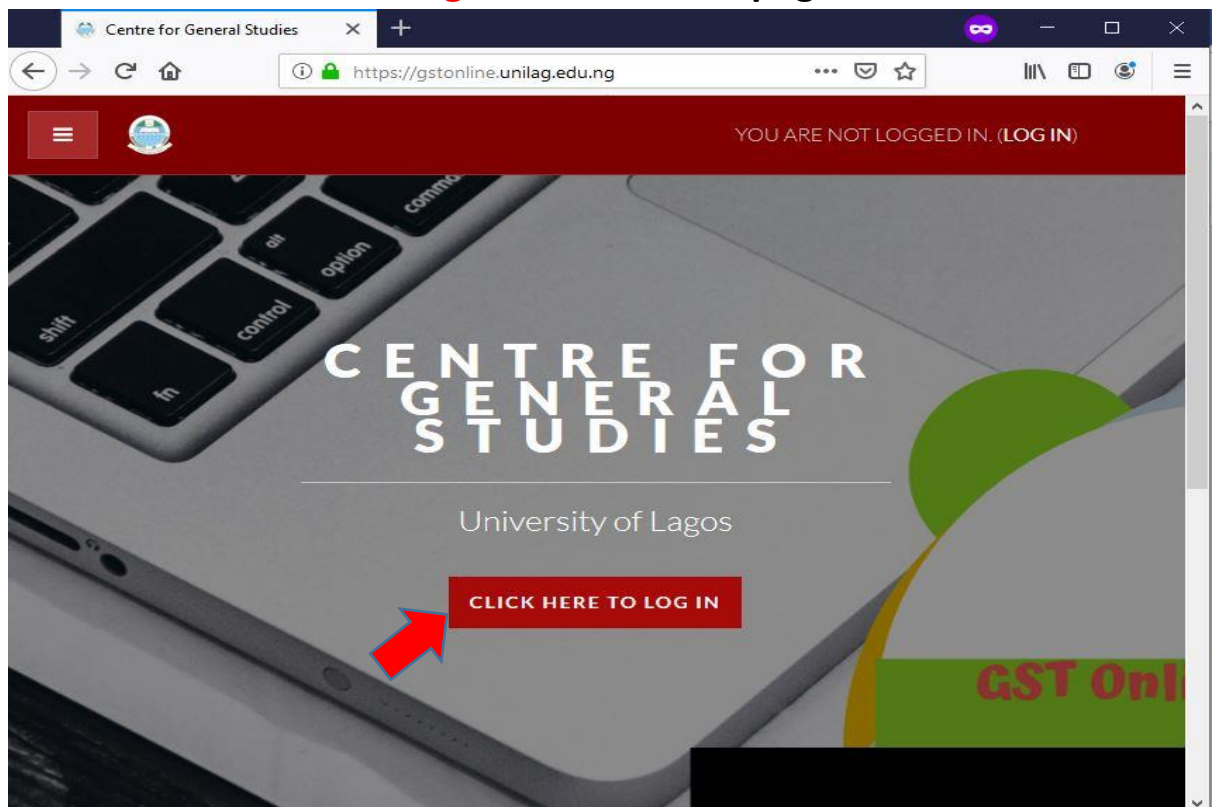 Centre for General Studies
https://gstonline.unilag.edu.ng
YOU ARE NOT LOGGED IN. (LOG IN)
command
alt
option
control
shift
fn
CENTRE FOR
GENERAL
STUDIES
University of Lagos
CLICK HERE TO LOG IN
GST Onli